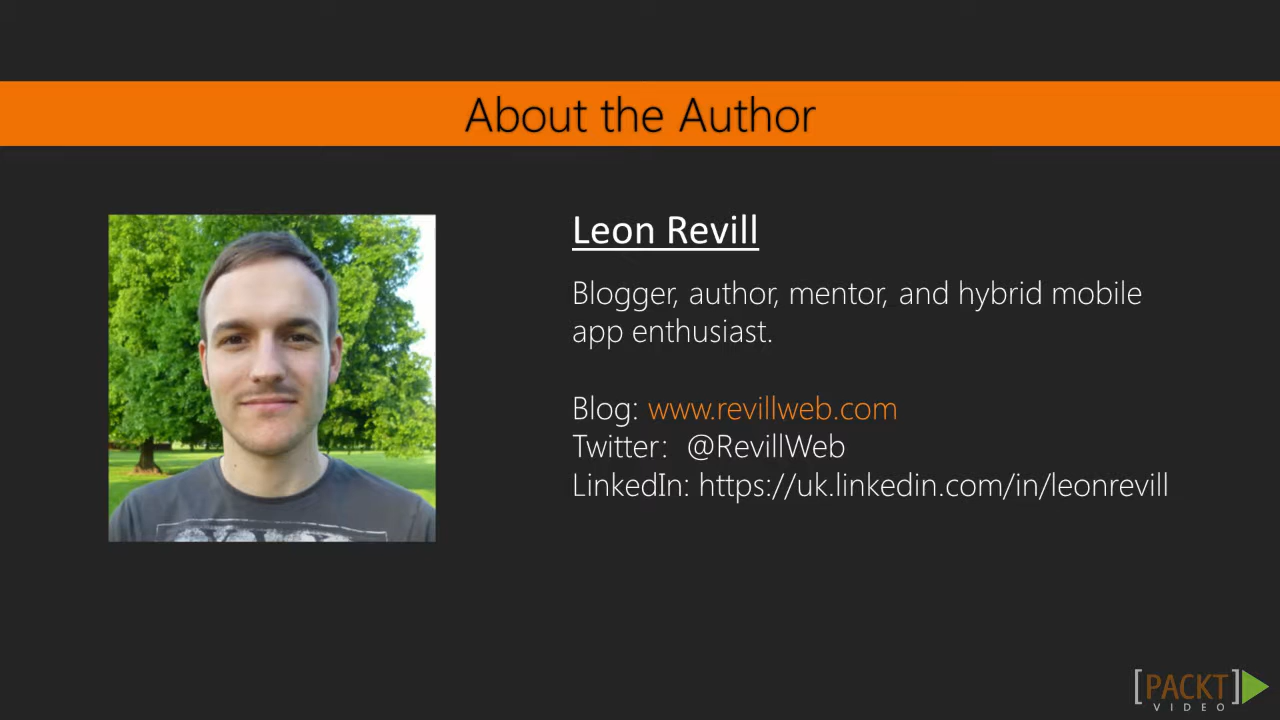 About the Author
Leon Revill
Blogger, author, mentor, and hybrid mobile
app enthusiast.
Blog: www.revillweb.com
Twitter: @RevillWeb
LinkedIn: https://uk.linkedin.com/in/leonrevill
[PACKT]
VIDEO